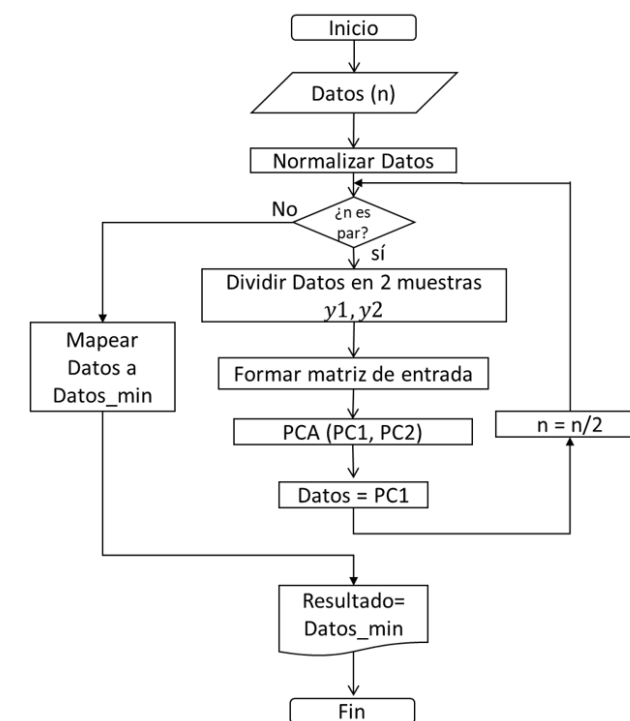 Inicio
Datos (n)
Normalizar Datos
No
¿n es
par?
sí
Dividir Datos en 2 muestras
y1, y2
Mapear
Datos a
Datos_min
Formar matriz de entrada
PCA (PC1, PC2)
n = n/2
Datos = PC1
Resultado=
Datos_min
Fin